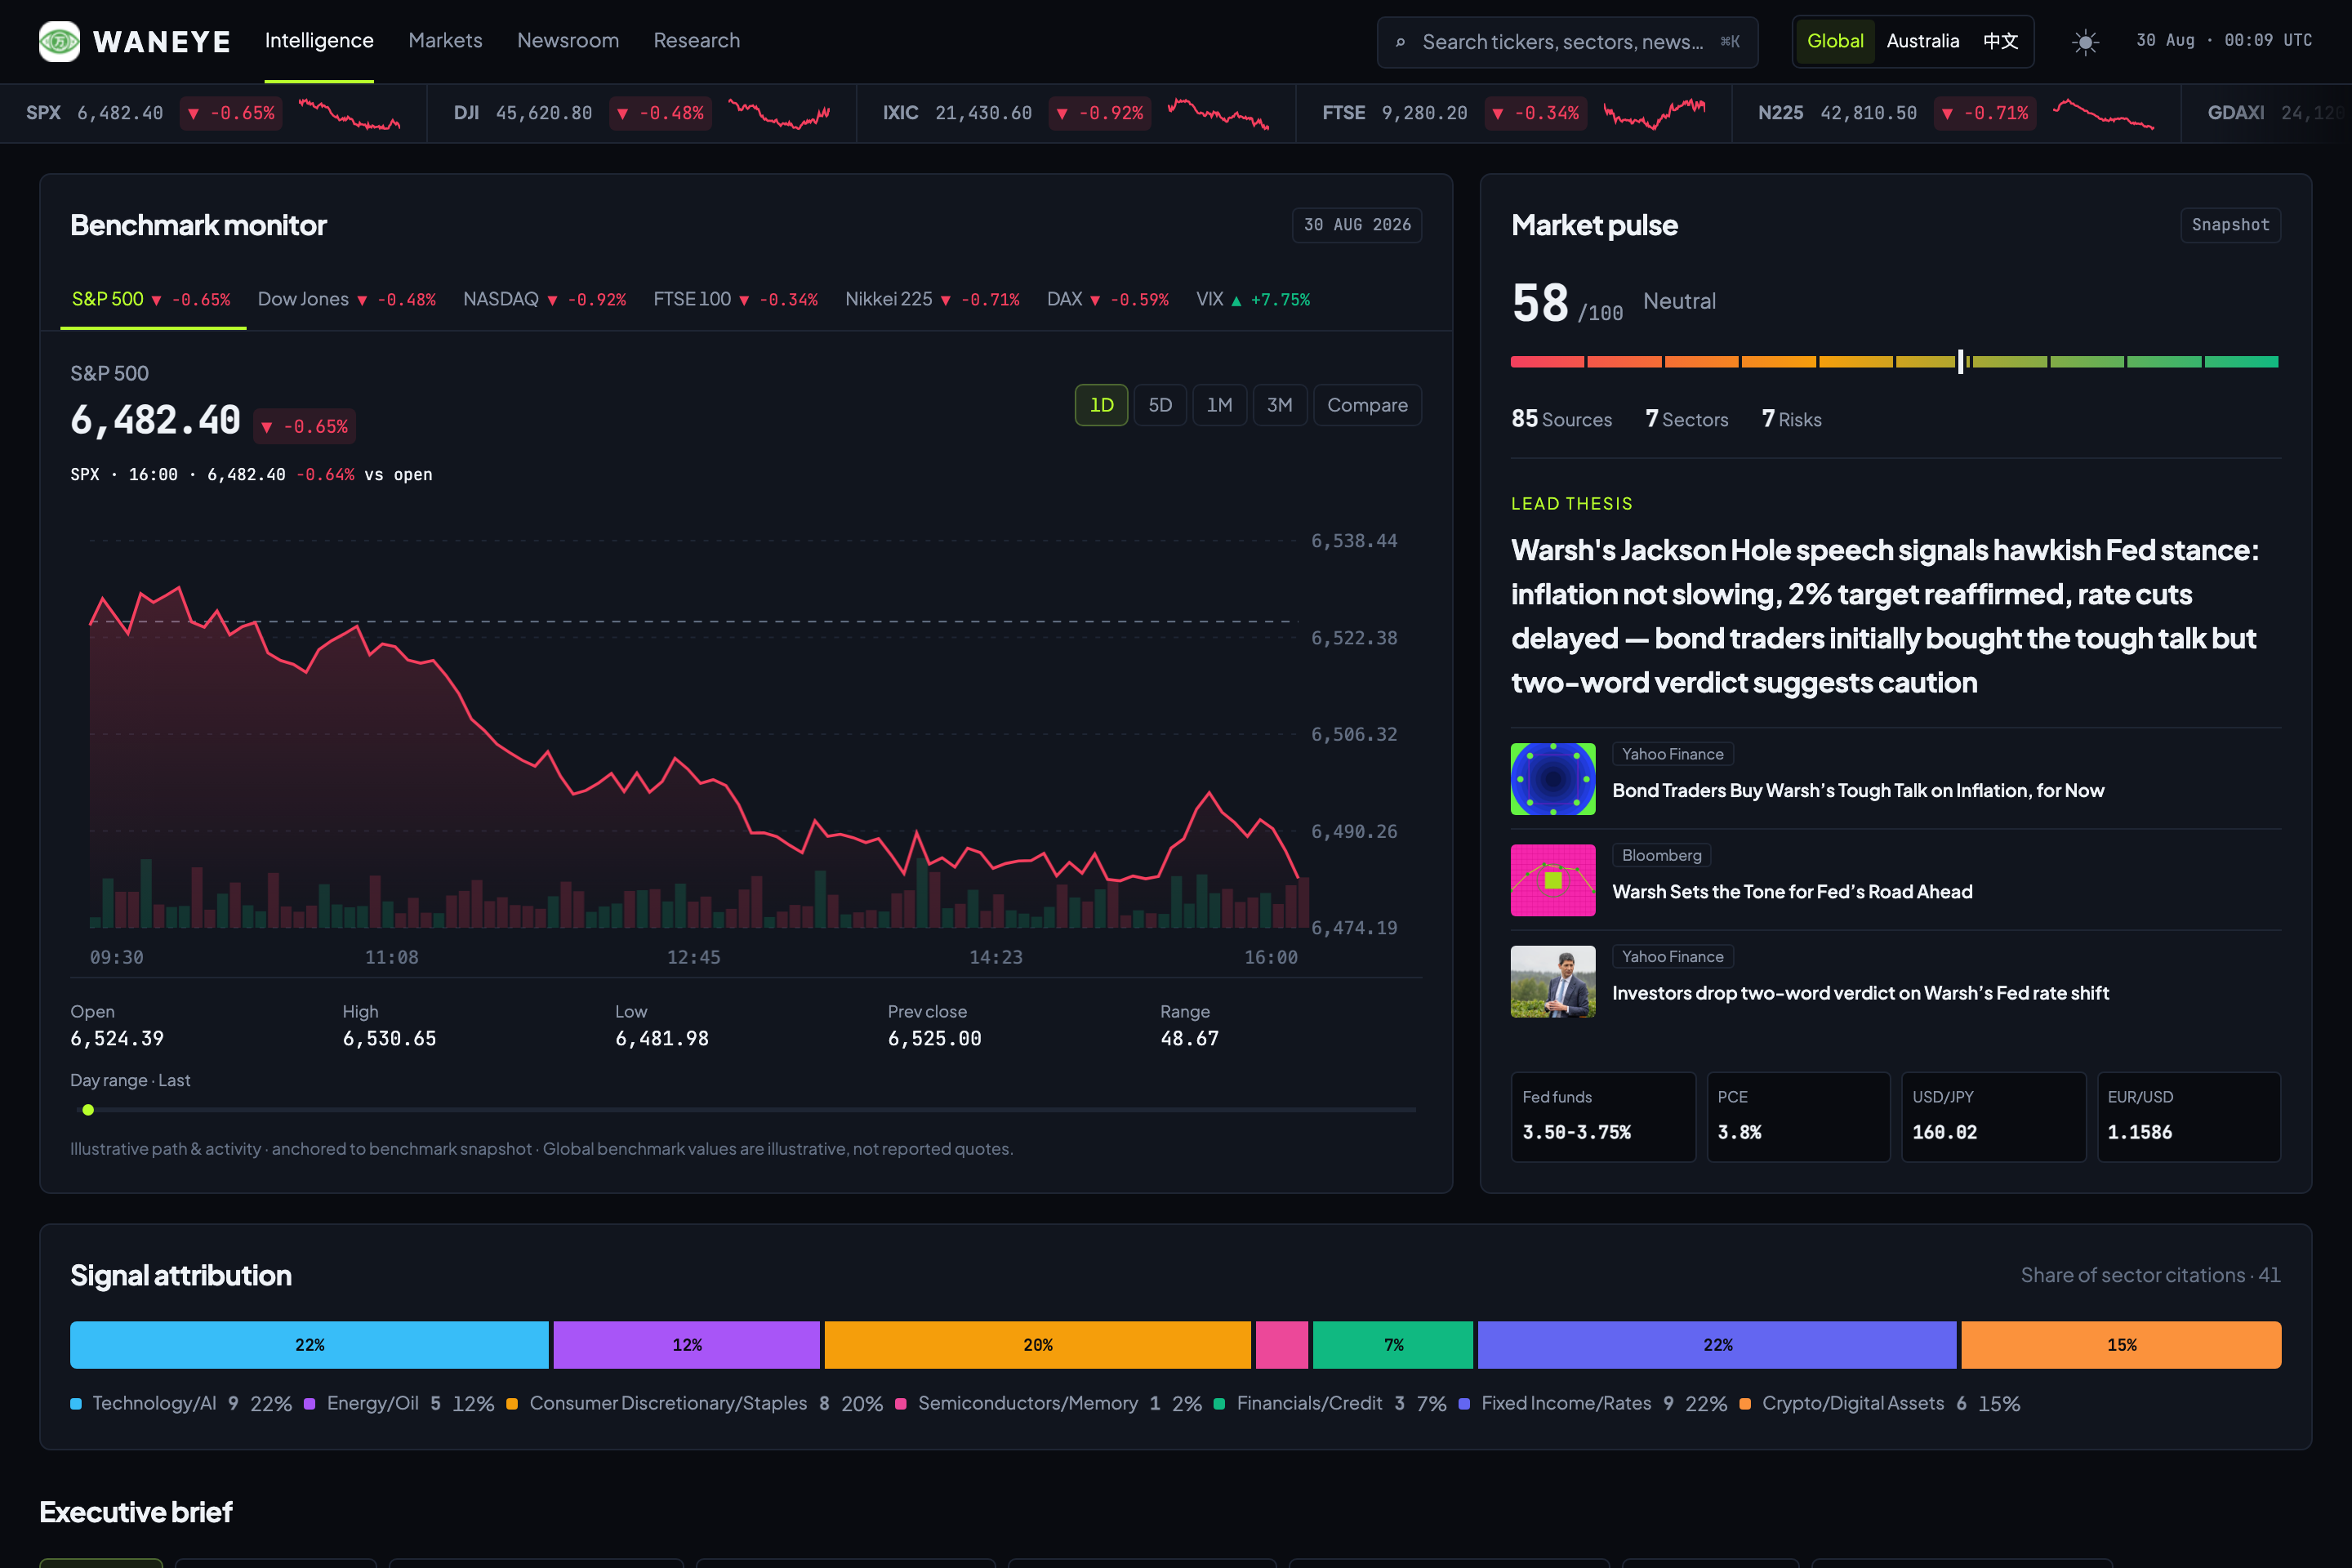 WANEYE
Intelligence
Markets
Newsroom
Research
Search tickers, sectors, news... ⌘K
Global
Australia
中文
30 Aug · 00:09 UTC
SPX 6,482.40 ▼ -0.65%
DJI 45,620.80 ▼ -0.48%
IXIC 21,430.60 ▼ -0.92%
FTSE 9,280.20 ▼ -0.34%
N225 42,810.50 ▼ -0.71%
GDAXI 24,120
Benchmark monitor
30 AUG 2026
S&P 500 ▼ -0.65%
Dow Jones ▼ -0.48%
NASDAQ ▼ -0.92%
FTSE 100 ▼ -0.34%
Nikkei 225 ▼ -0.71%
DAX ▼ -0.59%
VIX ▲ +7.75%
S&P 500
6,482.40 ▼ -0.65%
1D
5D
1M
3M
Compare
SPX · 16:00 · 6,482.40 -0.64% vs open
6,538.44
6,522.38
6,506.32
6,490.26
6,474.19
09:30 11:08 12:45 14:23 16:00
Open
6,524.39
High
6,530.65
Low
6,481.98
Prev close
6,525.00
Range
48.67
Day range · Last
Illustrative path & activity · anchored to benchmark snapshot · Global benchmark values are illustrative, not reported quotes.
Market pulse
Snapshot
58 /100 Neutral
85 Sources 7 Sectors 7 Risks
LEAD THESIS
Warsh's Jackson Hole speech signals hawkish Fed stance:
inflation not slowing, 2% target reaffirmed, rate cuts
delayed — bond traders initially bought the tough talk but
two-word verdict suggests caution
Yahoo Finance
Bond Traders Buy Warsh’s Tough Talk on Inflation, for Now
Bloomberg
Warsh Sets the Tone for Fed’s Road Ahead
Yahoo Finance
Investors drop two-word verdict on Warsh’s Fed rate shift
Fed funds
3.50-3.75%
PCE
3.8%
USD/JPY
160.02
EUR/USD
1.1586
Signal attribution
Share of sector citations · 41
22% 12% 20% 7% 22% 15%
Technology/AI 9 22% Energy/Oil 5 12% Consumer Discretionary/Staples 8 20% Semiconductors/Memory 1 2% Financials/Credit 3 7% Fixed Income/Rates 9 22% Crypto/Digital Assets 6 15%
Executive brief